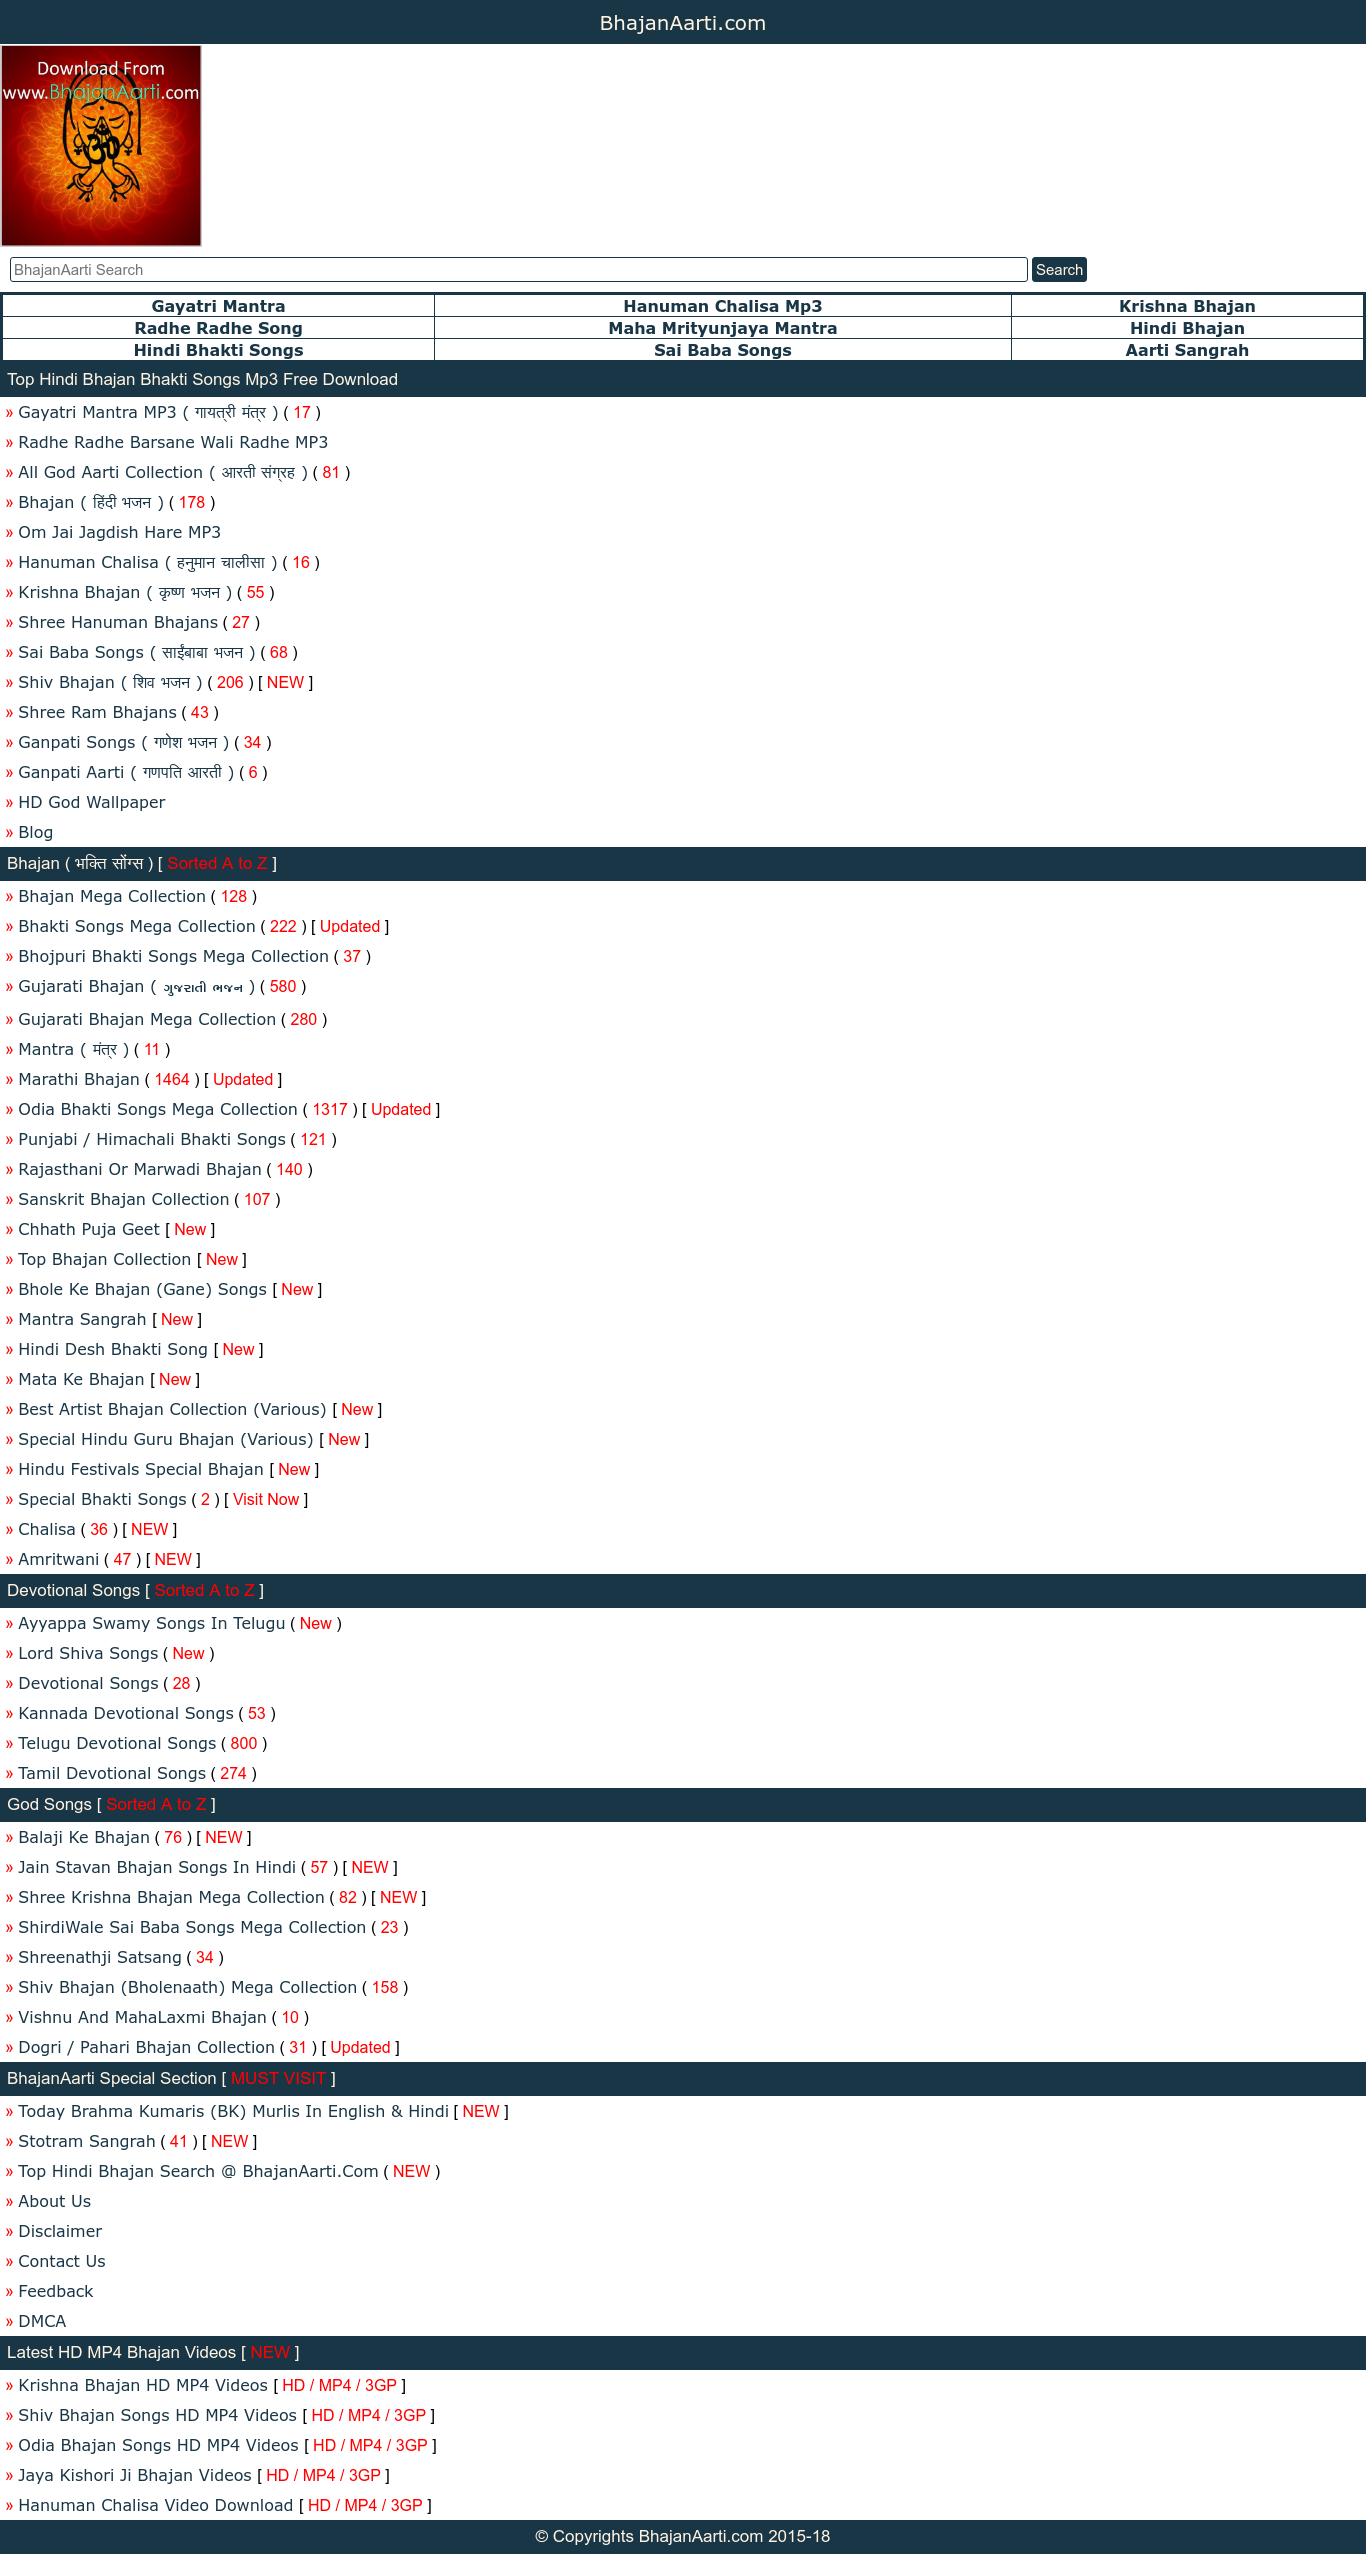 BhajanAarti.com
Download From
www.BhajanAarti.com
BhajanAarti Search Search
Gayatri Mantra Hanuman Chalisa Mp3 Krishna Bhajan
Radhe Radhe Song Maha Mrityunjaya Mantra Hindi Bhajan
Hindi Bhakti Songs Sai Baba Songs Aarti Sangrah
Top Hindi Bhajan Bhakti Songs Mp3 Free Download
» Gayatri Mantra MP3 ( गायत्री मंत्र ) ( 17 )
» Radhe Radhe Barsane Wali Radhe MP3
» All God Aarti Collection ( आरती संग्रह ) ( 81 )
» Bhajan ( हिंदी भजन ) ( 178 )
» Om Jai Jagdish Hare MP3
» Hanuman Chalisa ( हनुमान चालीसा ) ( 16 )
» Krishna Bhajan ( कृष्ण भजन ) ( 55 )
» Shree Hanuman Bhajans ( 27 )
» Sai Baba Songs ( साईंबाबा भजन ) ( 68 )
» Shiv Bhajan ( शिव भजन ) ( 206 ) [ NEW ]
» Shree Ram Bhajans ( 43 )
» Ganpati Songs ( गणेश भजन ) ( 34 )
» Ganpati Aarti ( गणपति आरती ) ( 6 )
» HD God Wallpaper
» Blog
Bhajan ( भक्ति सोंग्स ) [ Sorted A to Z ]
» Bhajan Mega Collection ( 128 )
» Bhakti Songs Mega Collection ( 222 ) [ Updated ]
» Bhojpuri Bhakti Songs Mega Collection ( 37 )
» Gujarati Bhajan ( ગુજરાતી ભજન ) ( 580 )
» Gujarati Bhajan Mega Collection ( 280 )
» Mantra ( मंत्र ) ( 11 )
» Marathi Bhajan ( 1464 ) [ Updated ]
» Odia Bhakti Songs Mega Collection ( 1317 ) [ Updated ]
» Punjabi / Himachali Bhakti Songs ( 121 )
» Rajasthani Or Marwadi Bhajan ( 140 )
» Sanskrit Bhajan Collection ( 107 )
» Chhath Puja Geet [ New ]
» Top Bhajan Collection [ New ]
» Bhole Ke Bhajan (Gane) Songs [ New ]
» Mantra Sangrah [ New ]
» Hindi Desh Bhakti Song [ New ]
» Mata Ke Bhajan [ New ]
» Best Artist Bhajan Collection (Various) [ New ]
» Special Hindu Guru Bhajan (Various) [ New ]
» Hindu Festivals Special Bhajan [ New ]
» Special Bhakti Songs ( 2 ) [ Visit Now ]
» Chalisa ( 36 ) [ NEW ]
» Amritwani ( 47 ) [ NEW ]
Devotional Songs [ Sorted A to Z ]
» Ayyappa Swamy Songs In Telugu ( New )
» Lord Shiva Songs ( New )
» Devotional Songs ( 28 )
» Kannada Devotional Songs ( 53 )
» Telugu Devotional Songs ( 800 )
» Tamil Devotional Songs ( 274 )
God Songs [ Sorted A to Z ]
» Balaji Ke Bhajan ( 76 ) [ NEW ]
» Jain Stavan Bhajan Songs In Hindi ( 57 ) [ NEW ]
» Shree Krishna Bhajan Mega Collection ( 82 ) [ NEW ]
» ShirdiWale Sai Baba Songs Mega Collection ( 23 )
» Shreenathji Satsang ( 34 )
» Shiv Bhajan (Bholenaath) Mega Collection ( 158 )
» Vishnu And MahaLaxmi Bhajan ( 10 )
» Dogri / Pahari Bhajan Collection ( 31 ) [ Updated ]
BhajanAarti Special Section [ MUST VISIT ]
» Today Brahma Kumaris (BK) Murlis In English & Hindi [ NEW ]
» Stotram Sangrah ( 41 ) [ NEW ]
» Top Hindi Bhajan Search @ BhajanAarti.Com ( NEW )
» About Us
» Disclaimer
» Contact Us
» Feedback
» DMCA
Latest HD MP4 Bhajan Videos [ NEW ]
» Krishna Bhajan HD MP4 Videos [ HD / MP4 / 3GP ]
» Shiv Bhajan Songs HD MP4 Videos [ HD / MP4 / 3GP ]
» Odia Bhajan Songs HD MP4 Videos [ HD / MP4 / 3GP ]
» Jaya Kishori Ji Bhajan Videos [ HD / MP4 / 3GP ]
» Hanuman Chalisa Video Download [ HD / MP4 / 3GP ]
© Copyrights BhajanAarti.com 2015-18